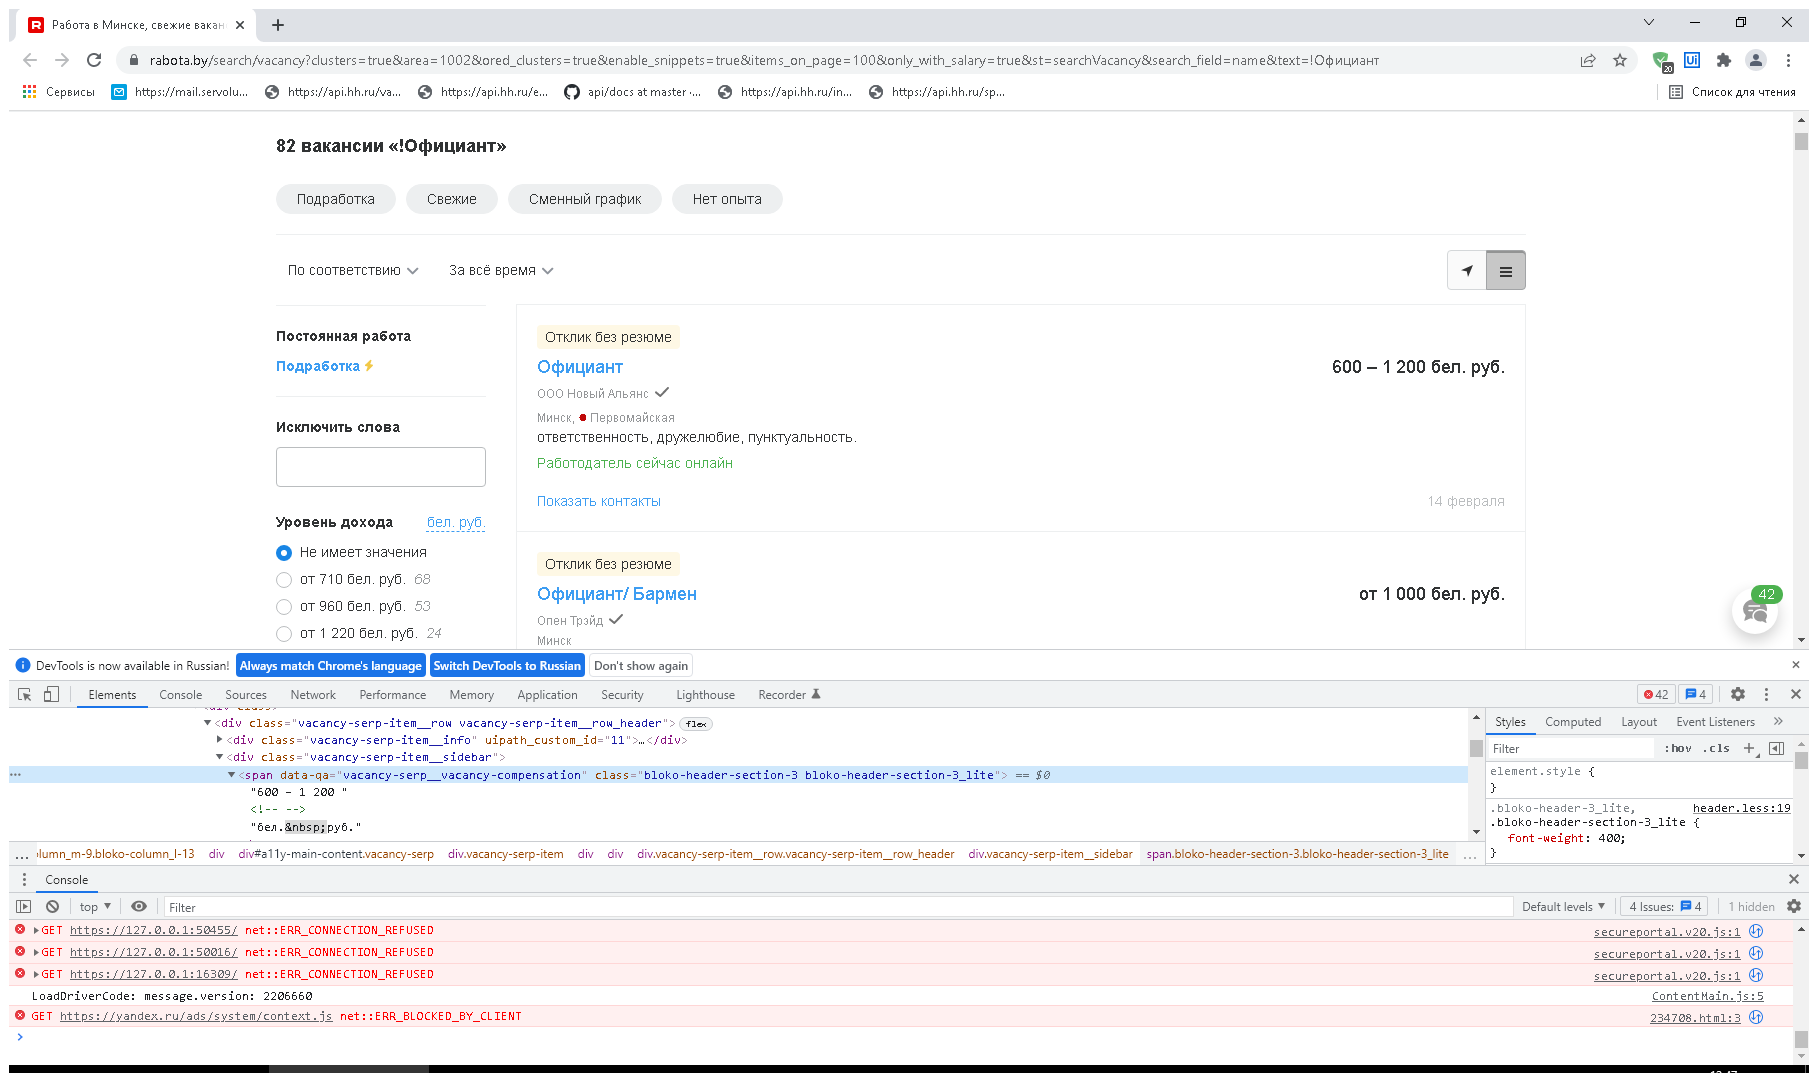 Работа в Минске, свежие вакан
rabota.by/search/vacancy?clusters=true&area=1002&ored_clusters=true&enable_snippets=true&items_on_page=100&only_with_salary=true&st=searchVacancy&search_field=name&text=!Официант
20
Ui
Сервисы
https://mail.servolu...
https://api.hh.ru/va...
https://api.hh.ru/e...
api/docs at master ·...
https://api.hh.ru/in...
https://api.hh.ru/sp...
Список для чтения
82 вакансии «!Официант»
Подработка Свежие Сменный график Нет опыта
По соответствию За всё время
Постоянная работа
Подработка
Исключить слова
Уровень дохода бел. руб.
Не имеет значения
от 710 бел. руб. 68
от 960 бел. руб. 53
от 1 220 бел. руб. 24
Отклик без резюме
Официант 600 – 1 200 бел. руб.
ООО Новый Альянс
Минск, Первомайская
ответственность, дружелюбие, пунктуальность.
Работодатель сейчас онлайн
Показать контакты 14 февраля
Отклик без резюме
Официант/ Бармен от 1 000 бел. руб.
Опен Трэйд
Минск
42
DevTools is now available in Russian! Always match Chrome's language Switch DevTools to Russian Don't show again
Elements Console Sources Network Performance Memory Application Security Lighthouse Recorder 42 4
<div class="vacancy-serp-item__row vacancy-serp-item__row_header"> flex
<div class="vacancy-serp-item__info" uipath_custom_id="11">…</div>
<div class="vacancy-serp-item__sidebar">
<span data-qa="vacancy-serp__vacancy-compensation" class="bloko-header-section-3 bloko-header-section-3_lite"> == $0
"600 – 1 200 "
<!-- -->
"бел.&nbsp;руб."
... olumn_m-9.bloko-column_l-13 div div#a11y-main-content.vacancy-serp div.vacancy-serp-item div div div.vacancy-serp-item__row.vacancy-serp-item__row_header div.vacancy-serp-item__sidebar span.bloko-header-section-3.bloko-header-section-3_lite ...
Styles Computed Layout Event Listeners »
Filter :hov .cls +
element.style {
}
.bloko-header-3_lite, header.less:19
.bloko-header-section-3_lite {
font-weight: 400;
}
Console
top Filter Default levels 4 Issues: 4 1 hidden
GET https://127.0.0.1:50455/ net::ERR_CONNECTION_REFUSED secureportal.v20.js:1
GET https://127.0.0.1:50016/ net::ERR_CONNECTION_REFUSED secureportal.v20.js:1
GET https://127.0.0.1:16309/ net::ERR_CONNECTION_REFUSED secureportal.v20.js:1
LoadDriverCode: message.version: 2206660 ContentMain.js:5
GET https://yandex.ru/ads/system/context.js net::ERR_BLOCKED_BY_CLIENT 234708.html:3